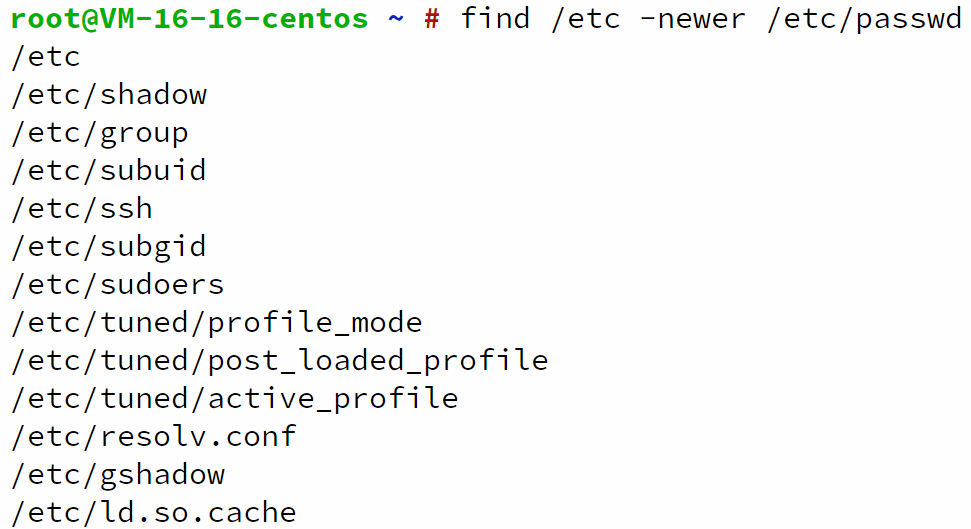 root@VM-16-16-centos ~ # find /etc -newer /etc/passwd
/etc
/etc/shadow
/etc/group
/etc/subuid
/etc/ssh
/etc/subgid
/etc/sudoers
/etc/tuned/profile_mode
/etc/tuned/post_loaded_profile
/etc/tuned/active_profile
/etc/resolv.conf
/etc/gshadow
/etc/ld.so.cache